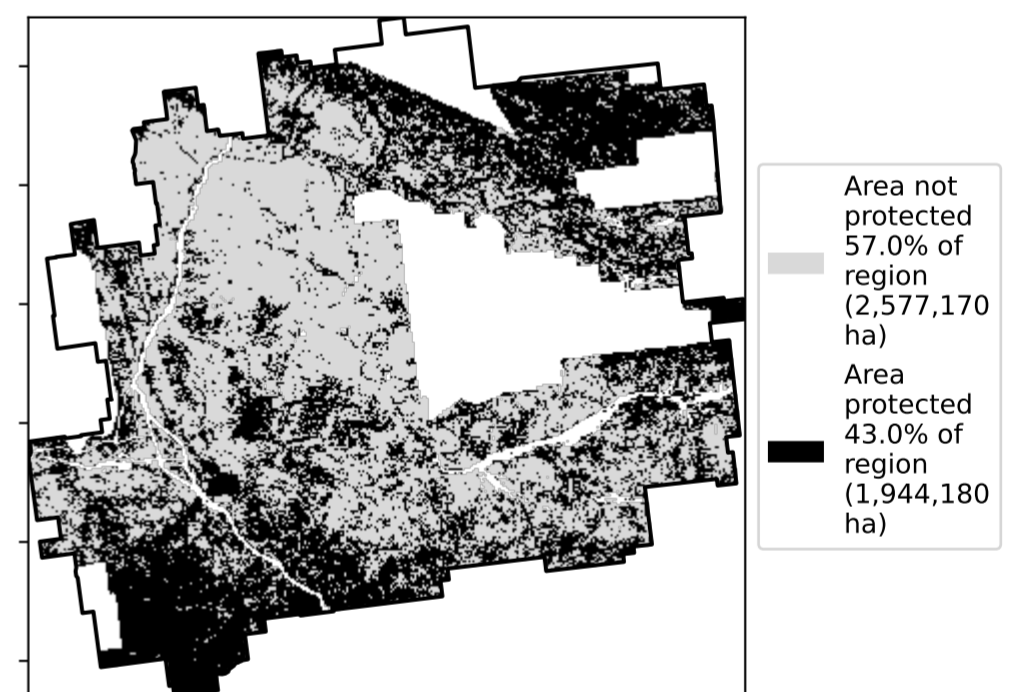 Area not
protected
57.0% of
region
(2,577,170
ha)
Area
protected
43.0% of
region
(1,944,180
ha)